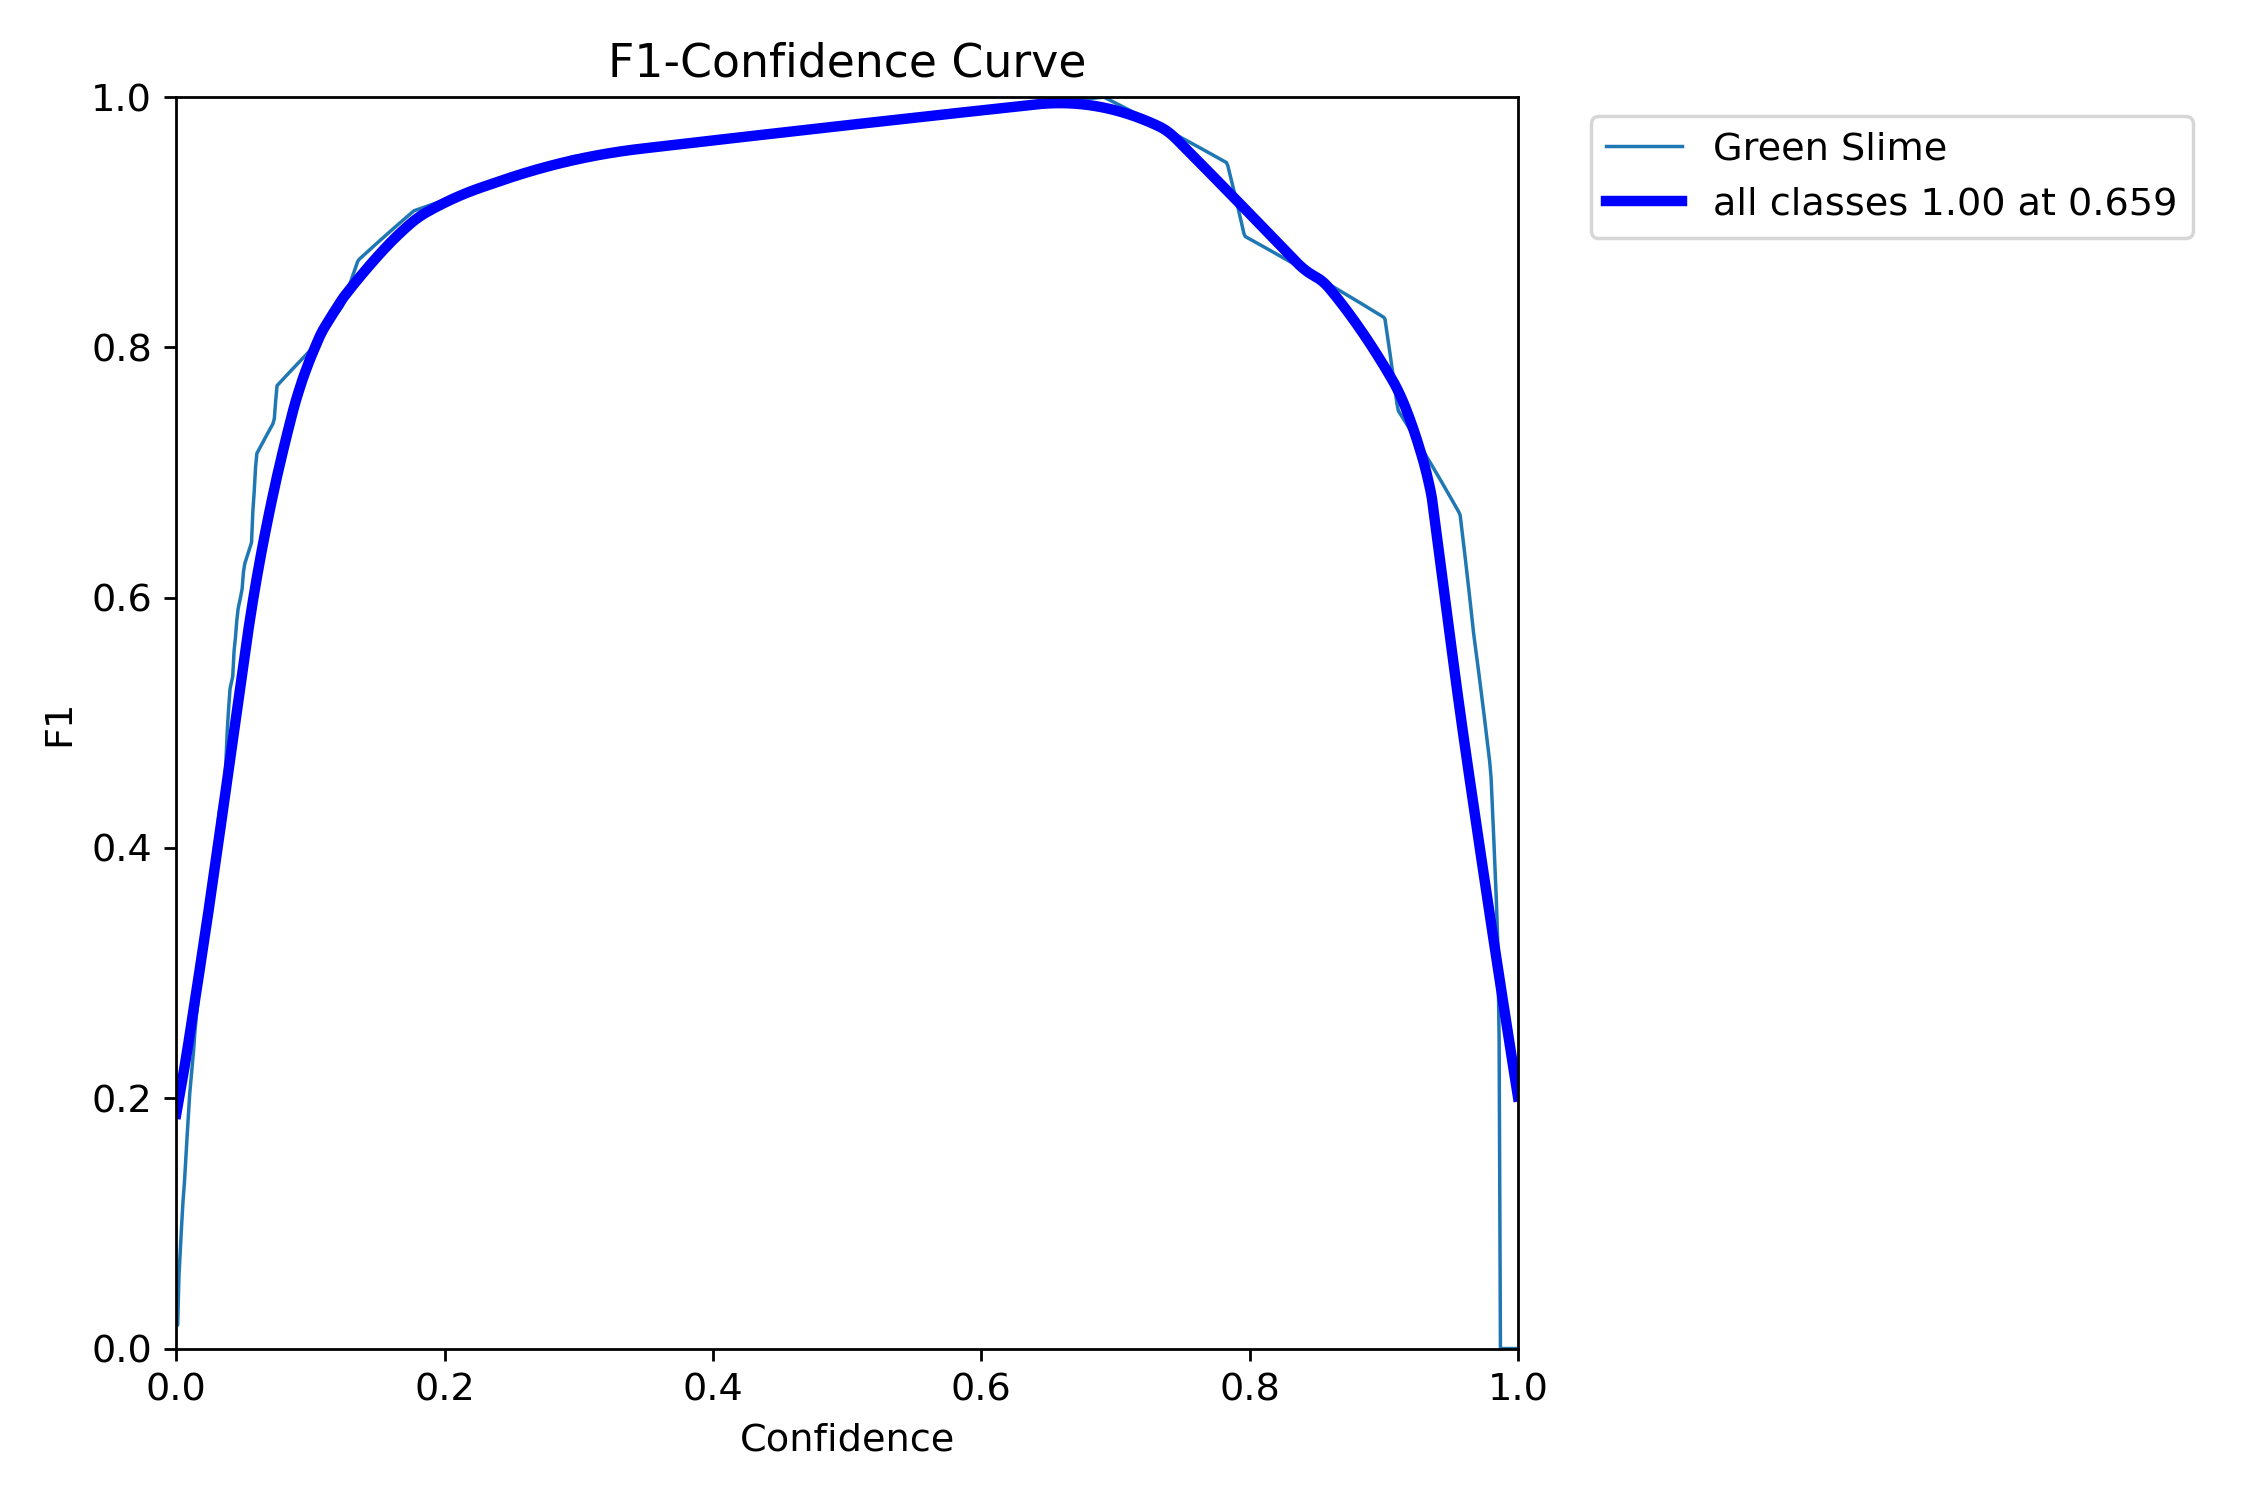 F1-Confidence Curve
1.0
0.8
0.6
0.4
0.2
0.0
F1
0.0 0.2 0.4 0.6 0.8 1.0
Confidence
Green Slime
all classes 1.00 at 0.659